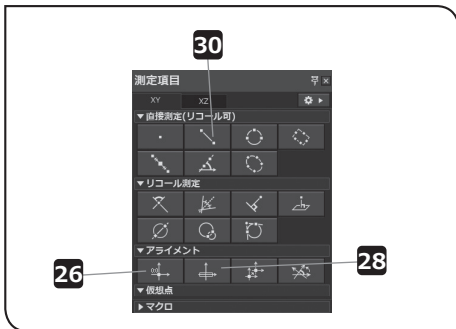 30
測定項目
XY XZ
▼直接測定(リコール可)
▼リコール測定
▼アライメント
26
28
▼仮想点
▶マクロ